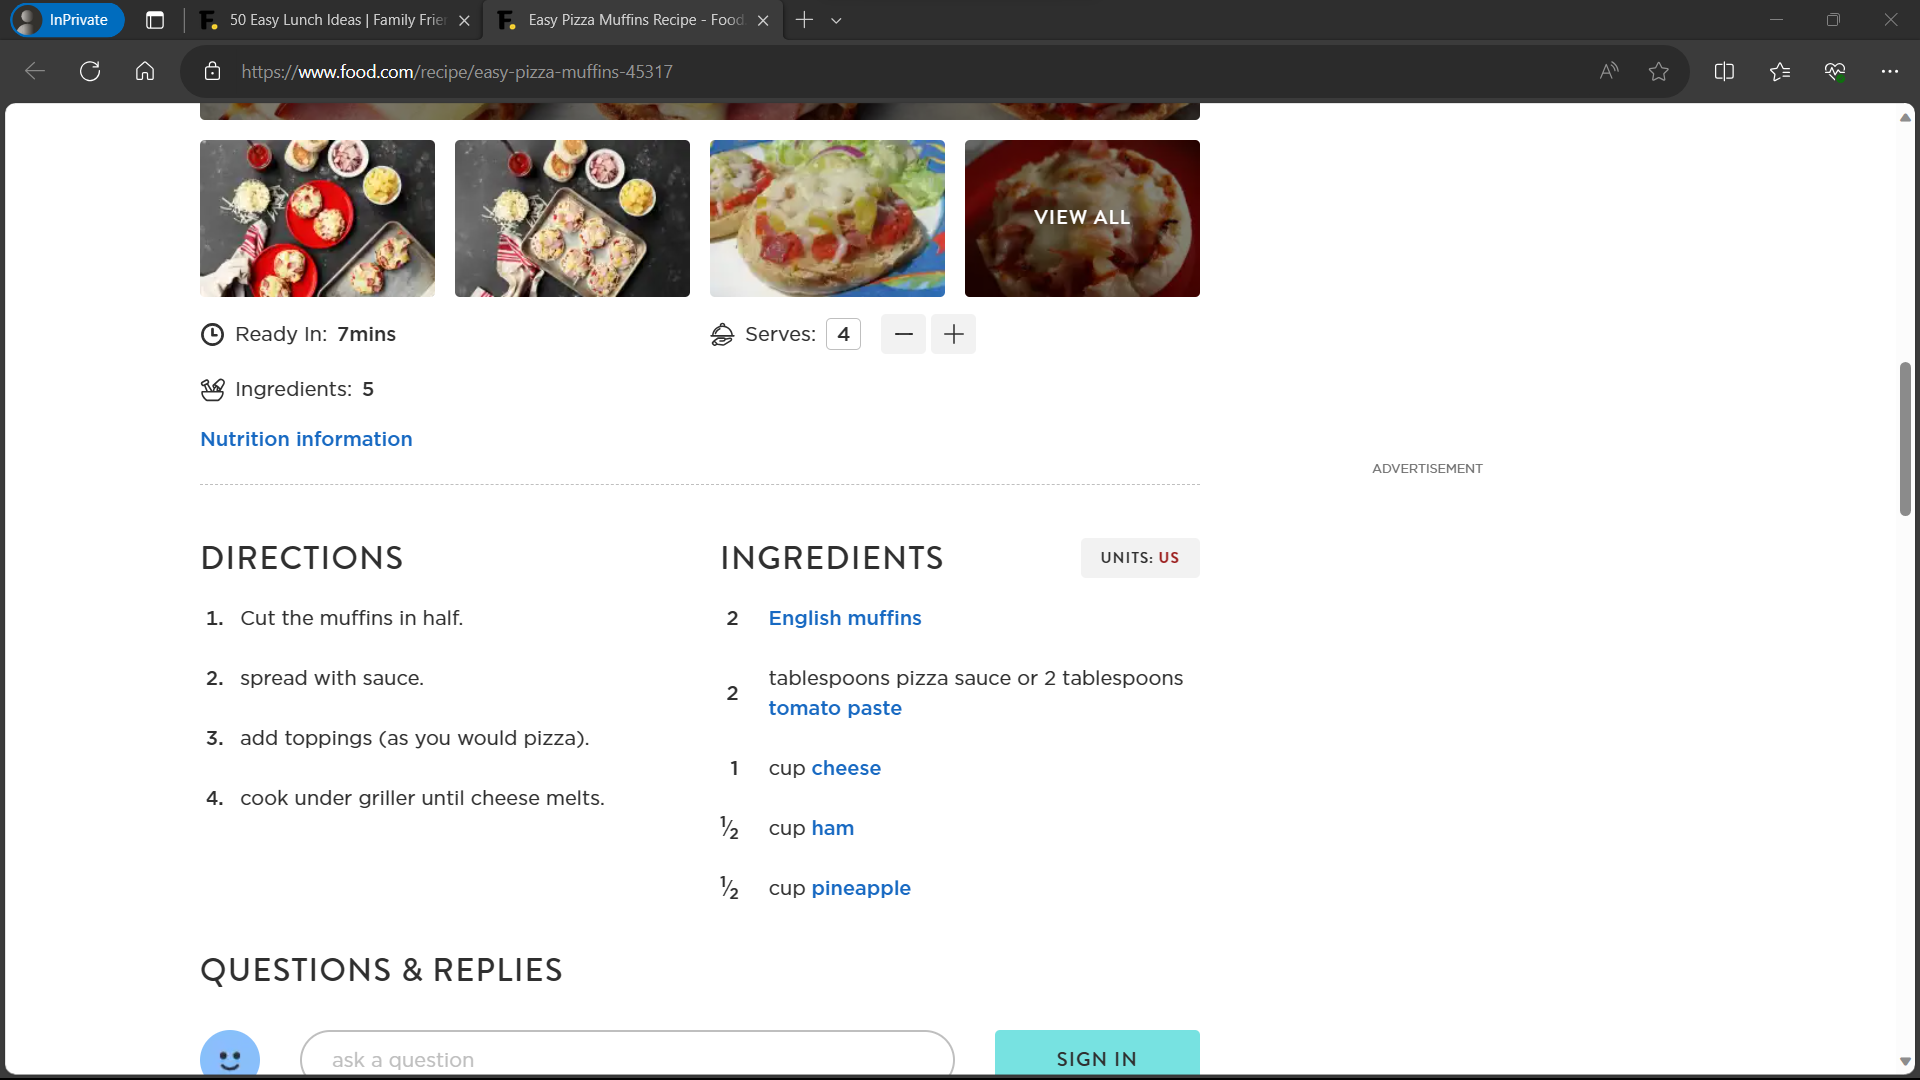 InPrivate
50 Easy Lunch Ideas | Family Frie
Easy Pizza Muffins Recipe - Food
https://www.food.com/recipe/easy-pizza-muffins-45317
VIEW ALL
Ready In: 7mins
Serves: 4
Ingredients: 5
Nutrition information
ADVERTISEMENT
DIRECTIONS
1. Cut the muffins in half.
2. spread with sauce.
3. add toppings (as you would pizza).
4. cook under griller until cheese melts.
INGREDIENTS
UNITS: US
2 English muffins
2 tablespoons pizza sauce or 2 tablespoons
tomato paste
1 cup cheese
1⁄2 cup ham
1⁄2 cup pineapple
QUESTIONS & REPLIES
ask a question
SIGN IN